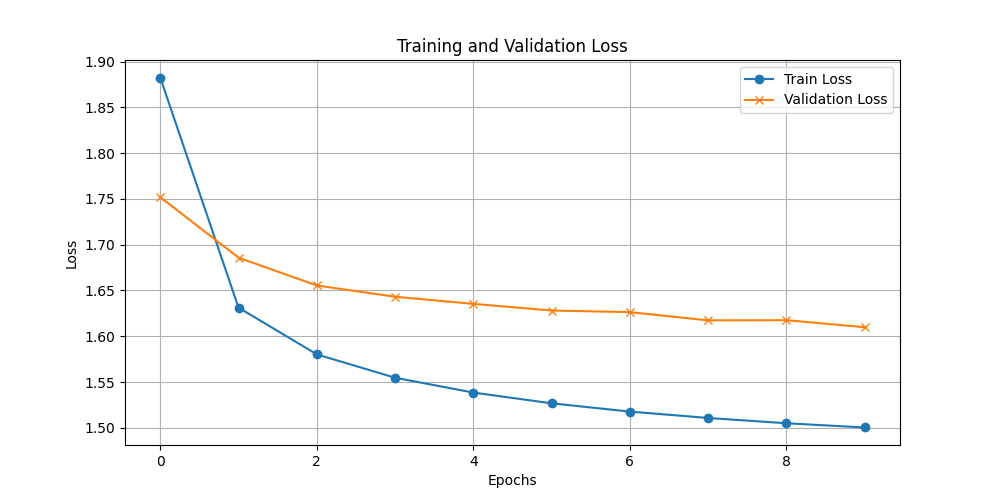 Training and Validation Loss
Train Loss
Validation Loss
1.90
1.85
1.80
1.75
1.70
1.65
1.60
1.55
1.50
Loss
0 2 4 6 8
Epochs